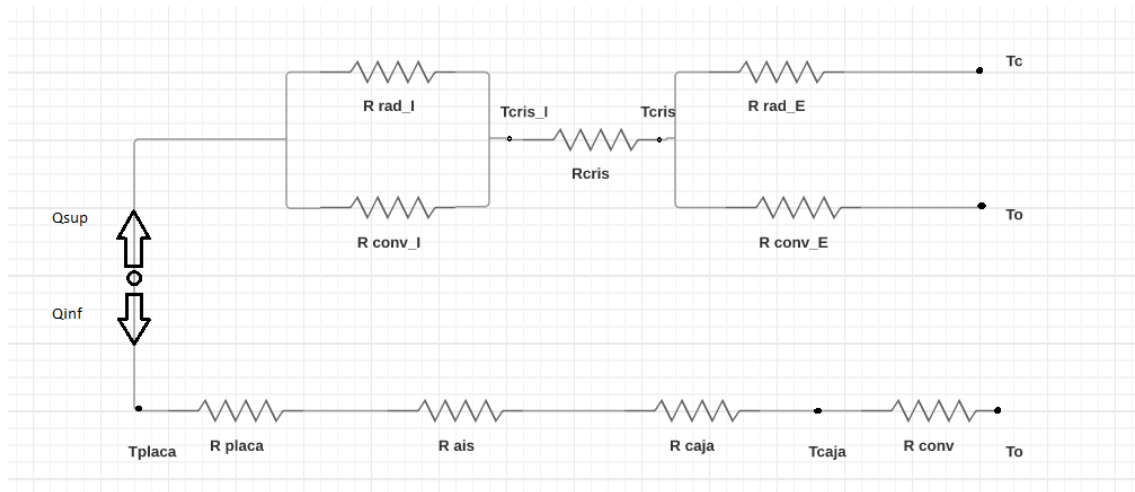 Tc
R rad_I
R rad_E
Tcris_I
Tcris
Rcris
Qsup
To
R conv_I
R conv_E
Qinf
Tplaca
R placa
R ais
R caja
Tcaja
R conv
To